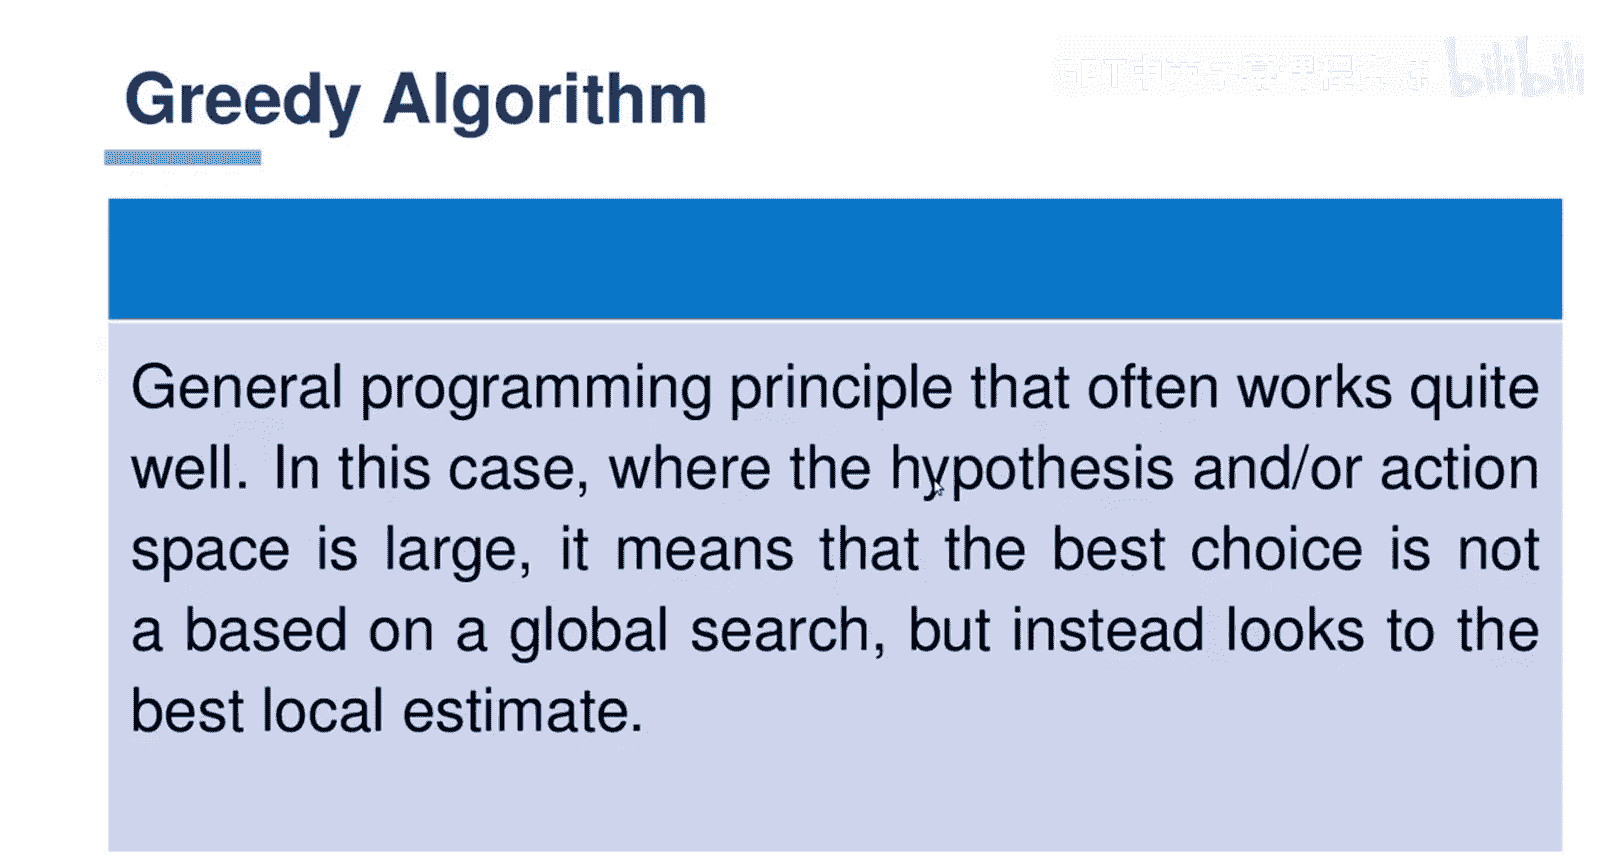 Greedy Algorithm
bilibili
General programming principle that often works quite
well. In this case, where the hypothesis and/or action
space is large, it means that the best choice is not
a based on a global search, but instead looks to the
best local estimate.